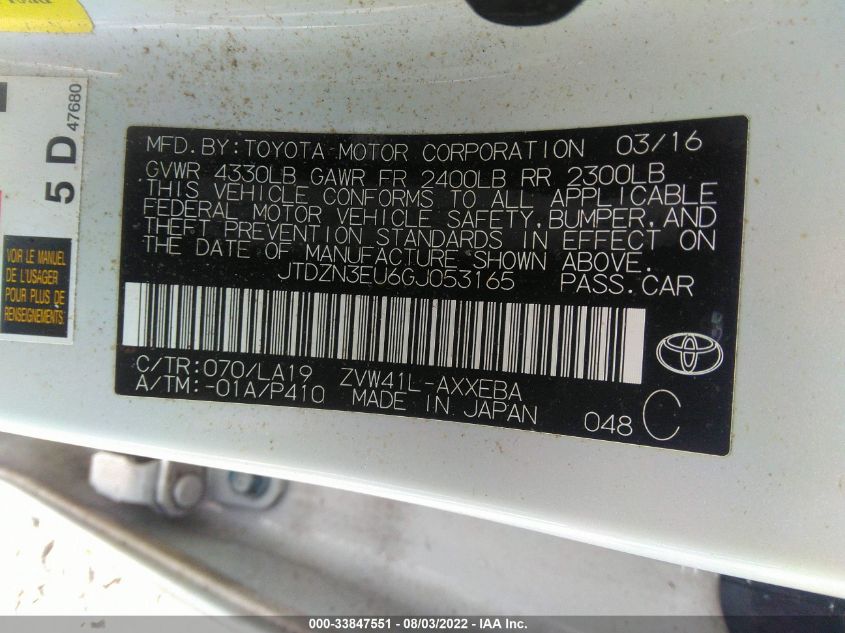 5 D 47680
VOIR LE MANUEL
DE L'USAGER
POUR PLUS DE
RENSEIGNEMENTS.
MFD.BY:TOYOTA MOTOR CORPORATION 03/16
GVWR 4330LB GAWR FR 2400LB RR 2300LB
THIS VEHICLE CONFORMS TO ALL APPLICABLE
FEDERAL MOTOR VEHICLE SAFETY,BUMPER,AND
THEFT PREVENTION STANDARDS IN EFFECT ON
THE DATE OF MANUFACTURE SHOWN ABOVE.
JTDZN3EU6GJ053165 PASS.CAR
C/TR:070/LA19 ZVW41L-AXXEBA
A/TM:-01A/P410 MADE IN JAPAN
048 C
000-33847551 - 08/03/2022 - IAA Inc.